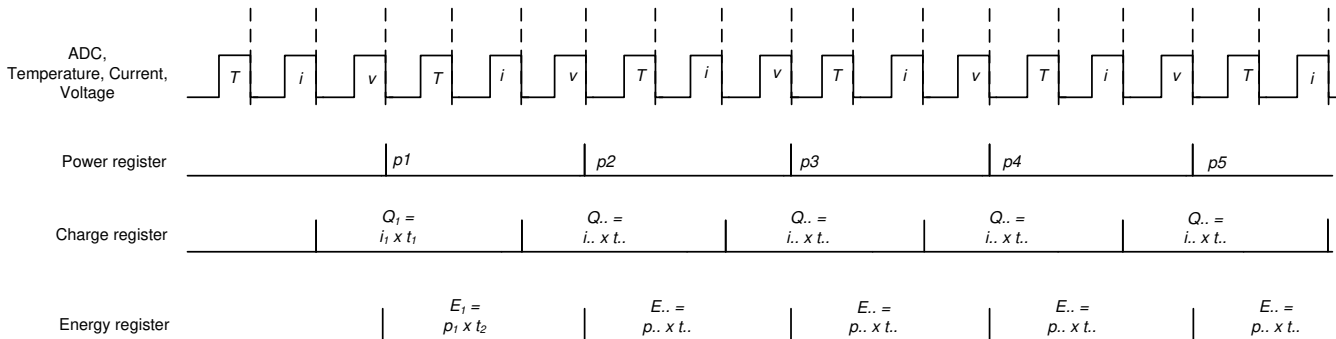 ADC,
Temperature, Current,
Voltage
T i v T i v T i v T i v T i v T i
Power register
p1 p2 p3 p4 p5
Charge register
Q₁ = Q.. = Q.. = Q.. = Q.. =
i₁ x t₁ i.. x t.. i.. x t.. i.. x t.. i.. x t..
Energy register
E₁ = E.. = E.. = E.. = E.. =
p₁ x t₂ p.. x t.. p.. x t.. p.. x t.. p.. x t..